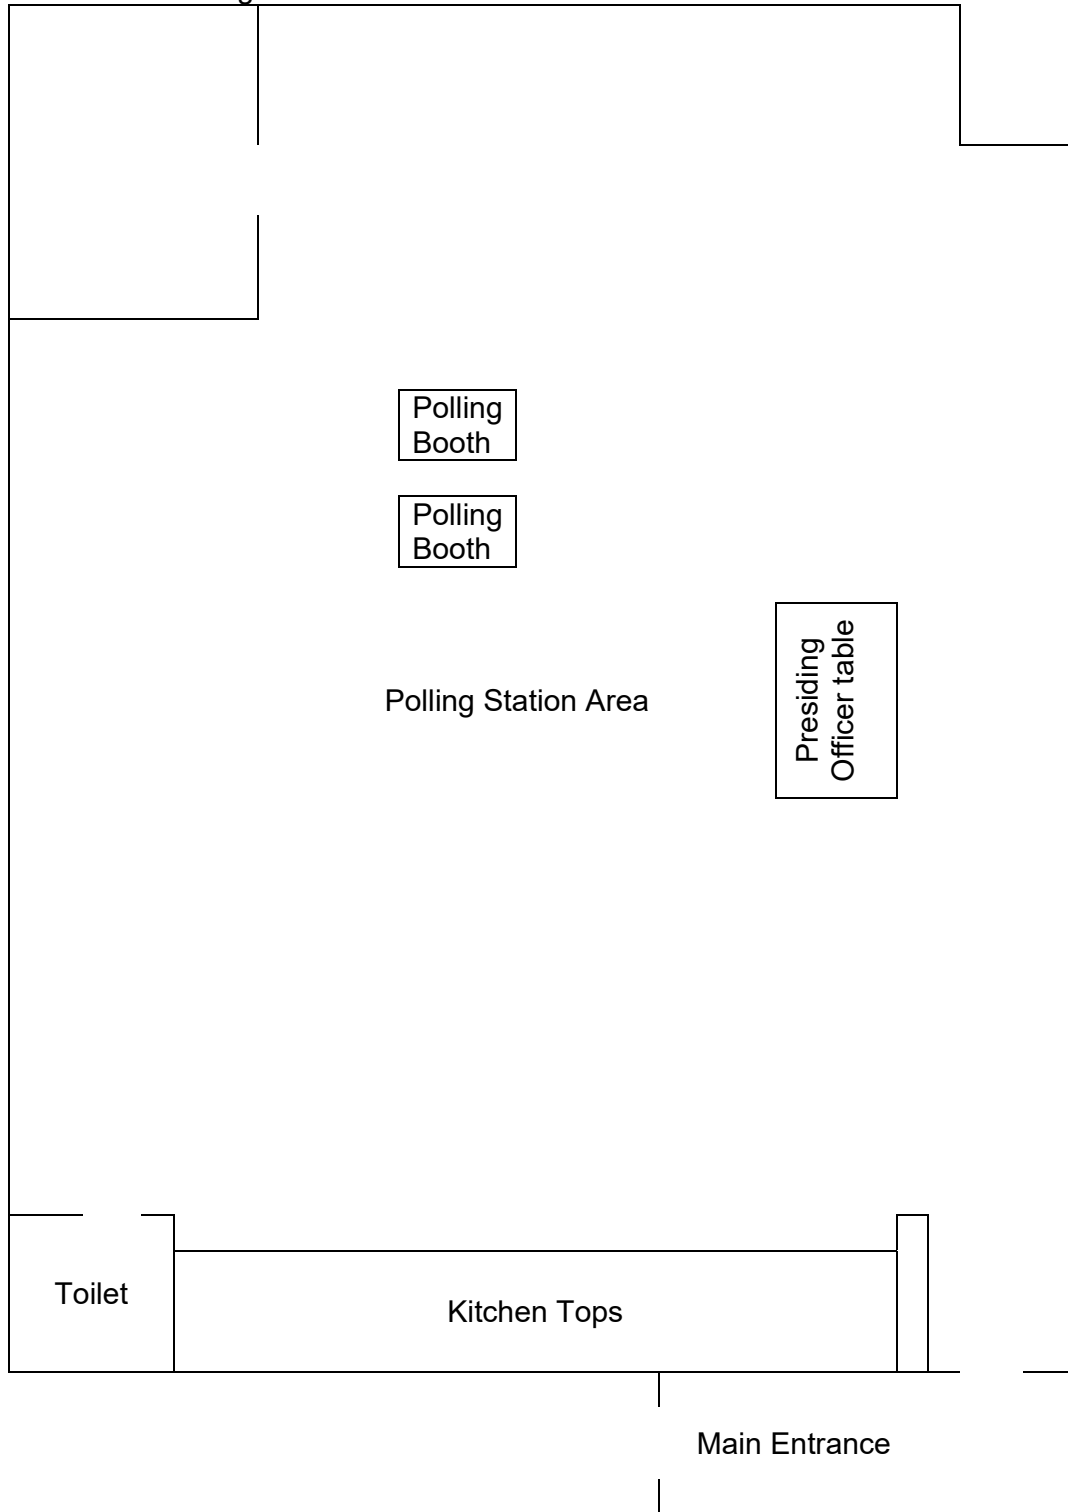 Polling
Booth
Polling
Booth
Presiding
Officer table
Polling Station Area
Toilet
Kitchen Tops
Main Entrance